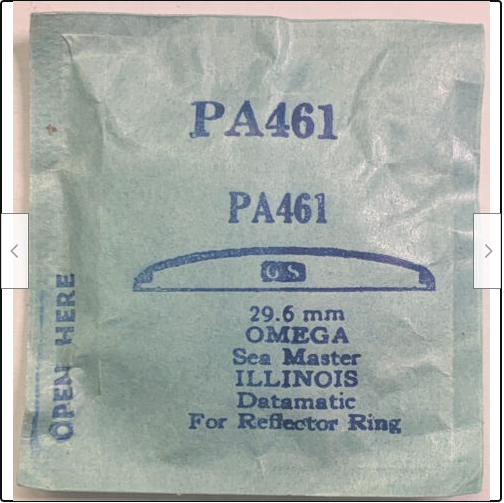 PA461
PA461
GS
29.6 mm
OMEGA
Sea Master
ILLINOIS
Datamatic
For Reflector Ring
OPEN HERE